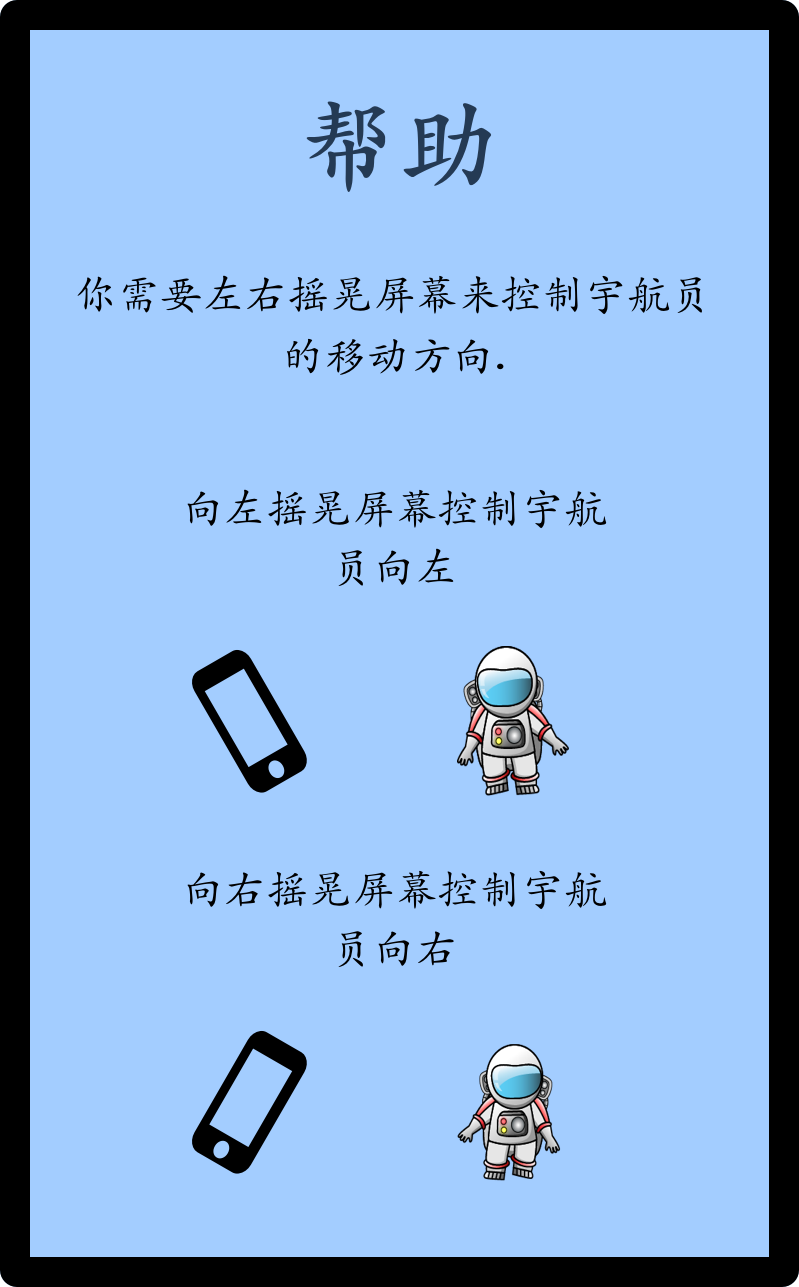 帮助
你需要左右摇晃屏幕来控制宇航员
的移动方向.
向左摇晃屏幕控制宇航
员向左
向右摇晃屏幕控制宇航
员向右